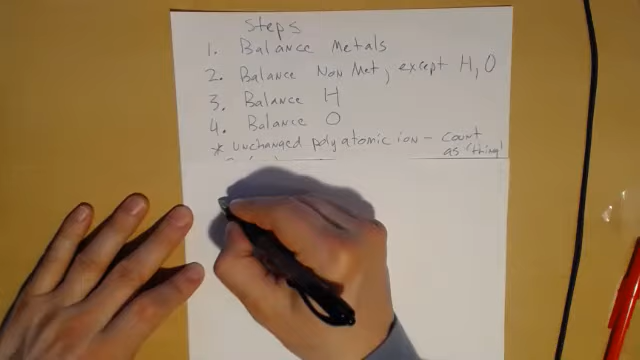 Steps
1. Balance Metals
2. Balance Non Met, except H, O
3. Balance H
4. Balance O
* unchanged polyatomic ion - count
as 'thing'